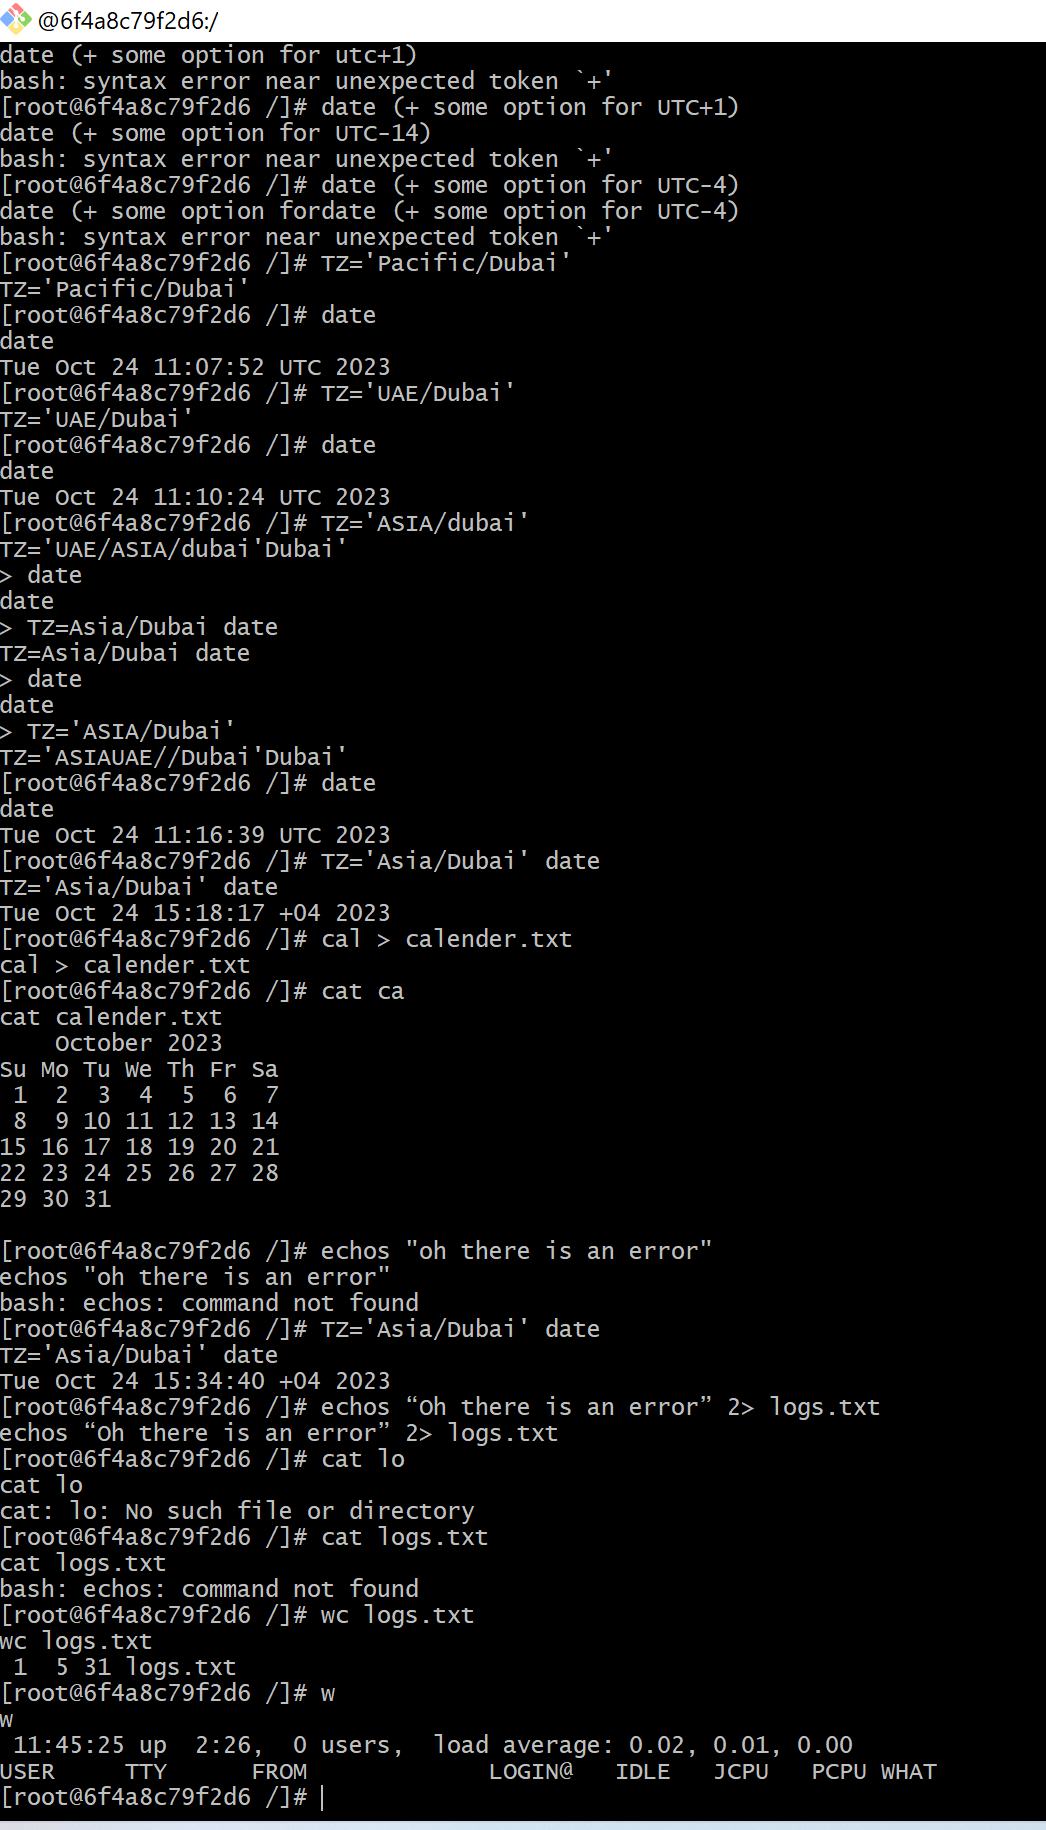 @6f4a8c79f2d6:/
date (+ some option for utc+1)
bash: syntax error near unexpected token `+'
[root@6f4a8c79f2d6 /]# date (+ some option for UTC+1)
date (+ some option for UTC-14)
bash: syntax error near unexpected token `+'
[root@6f4a8c79f2d6 /]# date (+ some option for UTC-4)
date (+ some option fordate (+ some option for UTC-4)
bash: syntax error near unexpected token `+'
[root@6f4a8c79f2d6 /]# TZ='Pacific/Dubai'
TZ='Pacific/Dubai'
[root@6f4a8c79f2d6 /]# date
date
Tue Oct 24 11:07:52 UTC 2023
[root@6f4a8c79f2d6 /]# TZ='UAE/Dubai'
TZ='UAE/Dubai'
[root@6f4a8c79f2d6 /]# date
date
Tue Oct 24 11:10:24 UTC 2023
[root@6f4a8c79f2d6 /]# TZ='ASIA/dubai'
TZ='UAE/ASIA/dubai'Dubai'
> date
date
> TZ=Asia/Dubai date
TZ=Asia/Dubai date
> date
date
> TZ='ASIA/Dubai'
TZ='ASIAUAE//Dubai'Dubai'
[root@6f4a8c79f2d6 /]# date
date
Tue Oct 24 11:16:39 UTC 2023
[root@6f4a8c79f2d6 /]# TZ='Asia/Dubai' date
TZ='Asia/Dubai' date
Tue Oct 24 15:18:17 +04 2023
[root@6f4a8c79f2d6 /]# cal > calender.txt
cal > calender.txt
[root@6f4a8c79f2d6 /]# cat ca
cat calender.txt
    October 2023
Su Mo Tu We Th Fr Sa
 1  2  3  4  5  6  7
 8  9 10 11 12 13 14
15 16 17 18 19 20 21
22 23 24 25 26 27 28
29 30 31
[root@6f4a8c79f2d6 /]# echos "oh there is an error"
echos "oh there is an error"
bash: echos: command not found
[root@6f4a8c79f2d6 /]# TZ='Asia/Dubai' date
TZ='Asia/Dubai' date
Tue Oct 24 15:34:40 +04 2023
[root@6f4a8c79f2d6 /]# echos “Oh there is an error” 2> logs.txt
echos “Oh there is an error” 2> logs.txt
[root@6f4a8c79f2d6 /]# cat lo
cat lo
cat: lo: No such file or directory
[root@6f4a8c79f2d6 /]# cat logs.txt
cat logs.txt
bash: echos: command not found
[root@6f4a8c79f2d6 /]# wc logs.txt
wc logs.txt
 1  5 31 logs.txt
[root@6f4a8c79f2d6 /]# w
w
 11:45:25 up  2:26,  0 users,  load average: 0.02, 0.01, 0.00
USER     TTY      FROM             LOGIN@   IDLE   JCPU   PCPU WHAT
[root@6f4a8c79f2d6 /]#